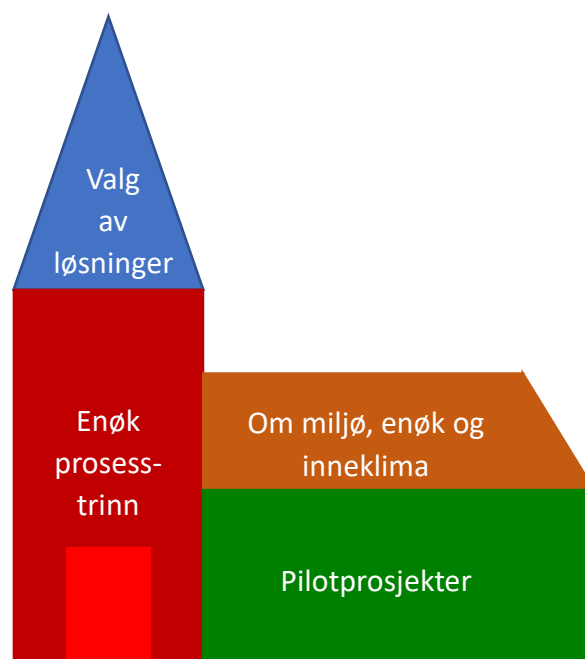 Valg
av
løsninger
Enøk
prosess-
trinn
Om miljø, enøk og
inneklima
Pilotprosjekter